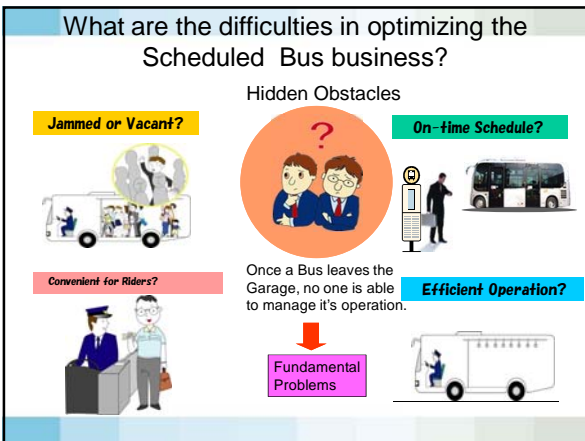 What are the difficulties in optimizing the
Scheduled Bus business?
Hidden Obstacles
Jammed or Vacant?
?
On-time Schedule?
Convenient for Riders?
Once a Bus leaves the
Garage, no one is able
to manage it's operation.
Efficient Operation?
Fundamental
Problems